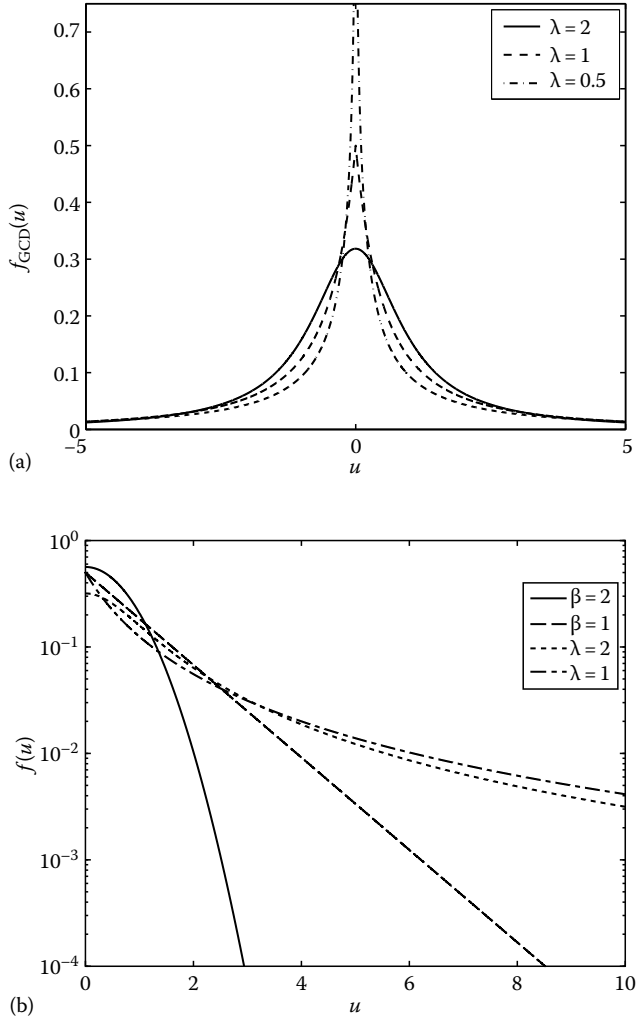 0.7
0.6
0.5
0.4
0.3
0.2
0.1
0
f_GCD(u)
λ = 2
λ = 1
λ = 0.5
−5
0
5
u
(a)
10^0
10^−1
10^−2
10^−3
10^−4
f(u)
β = 2
β = 1
λ = 2
λ = 1
0
2
4
6
8
10
u
(b)